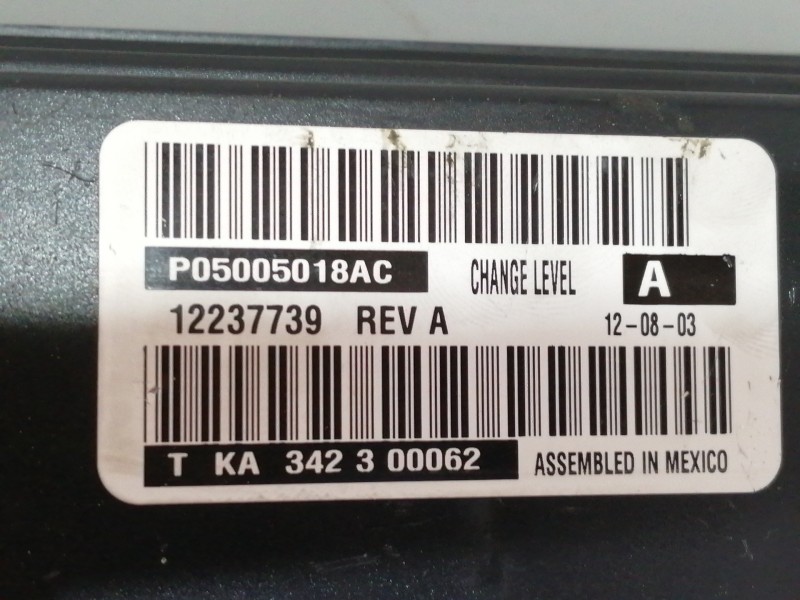 P05005018AC CHANGE LEVEL A
12237739 REV A 12-08-03
T KA 342 3 00062 ASSEMBLED IN MEXICO